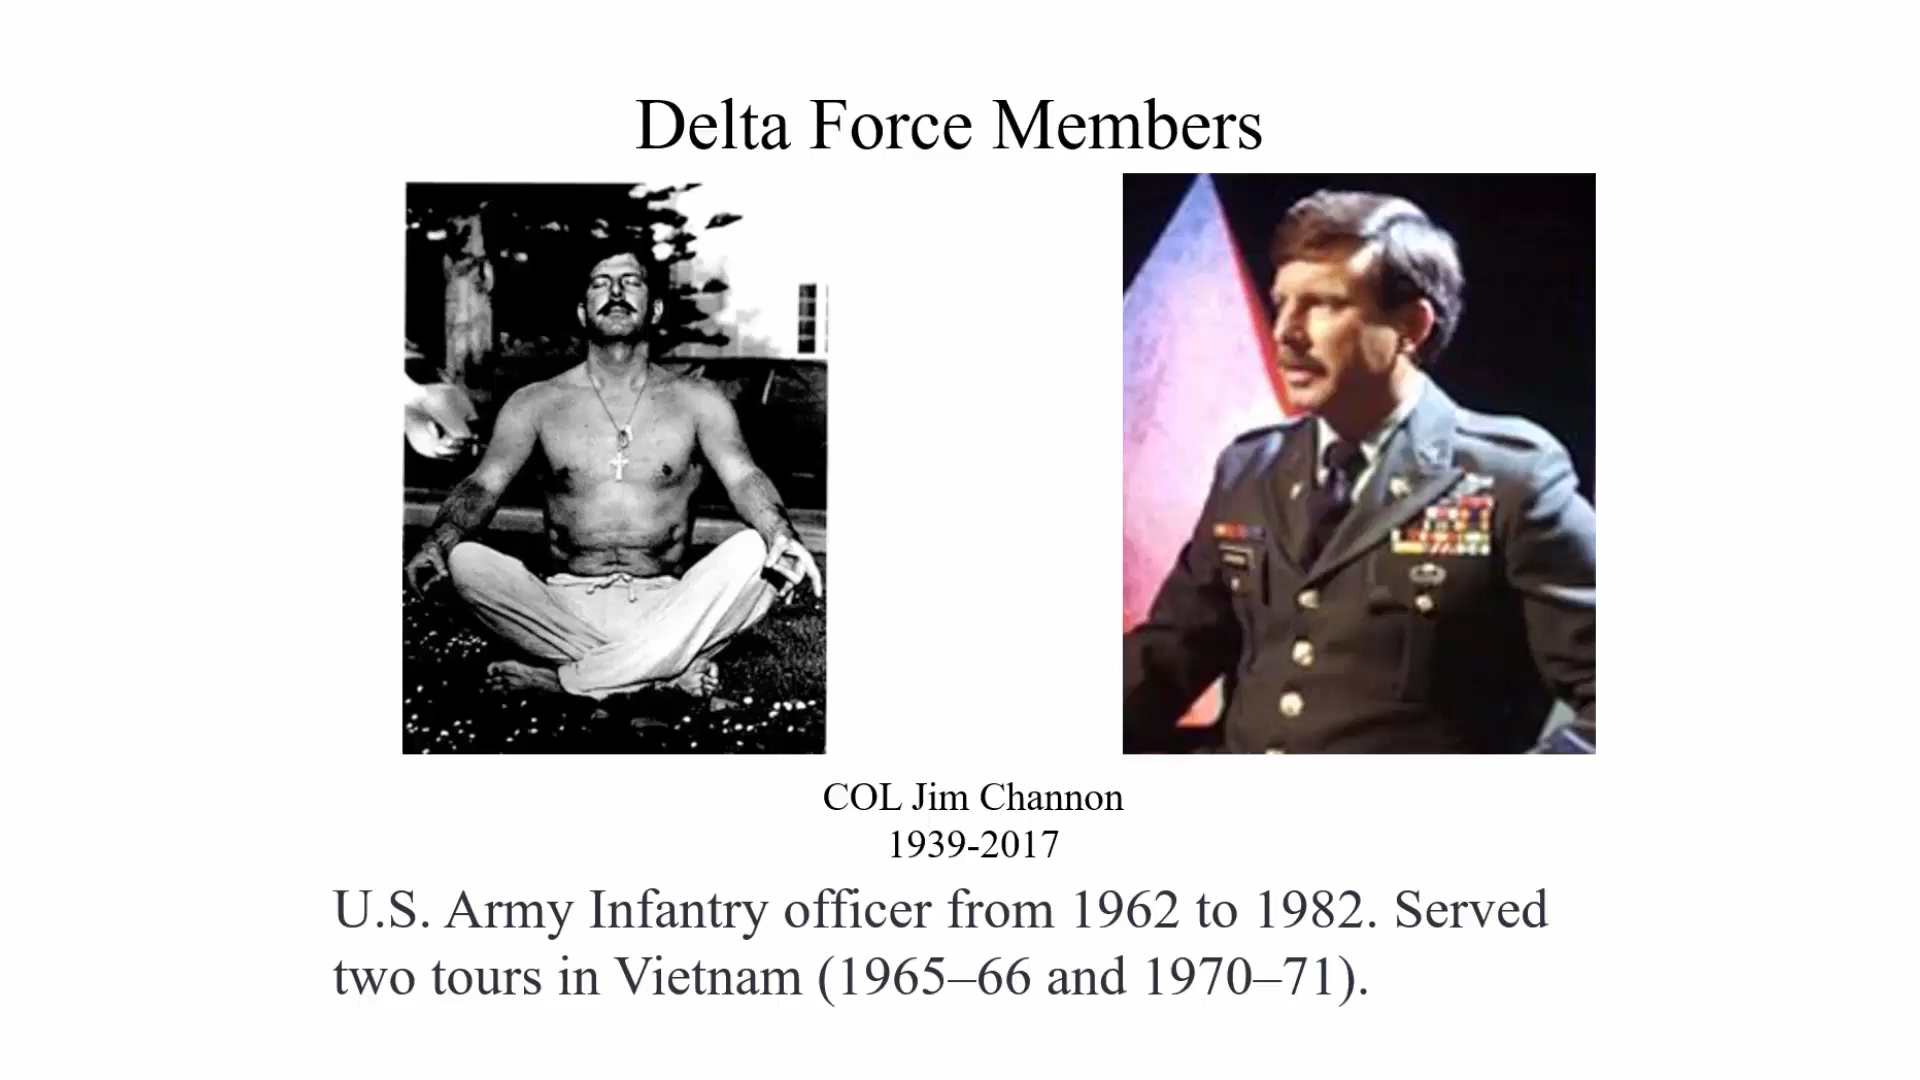 Delta Force Members
COL Jim Channon
1939-2017
U.S. Army Infantry officer from 1962 to 1982. Served
two tours in Vietnam (1965–66 and 1970–71).